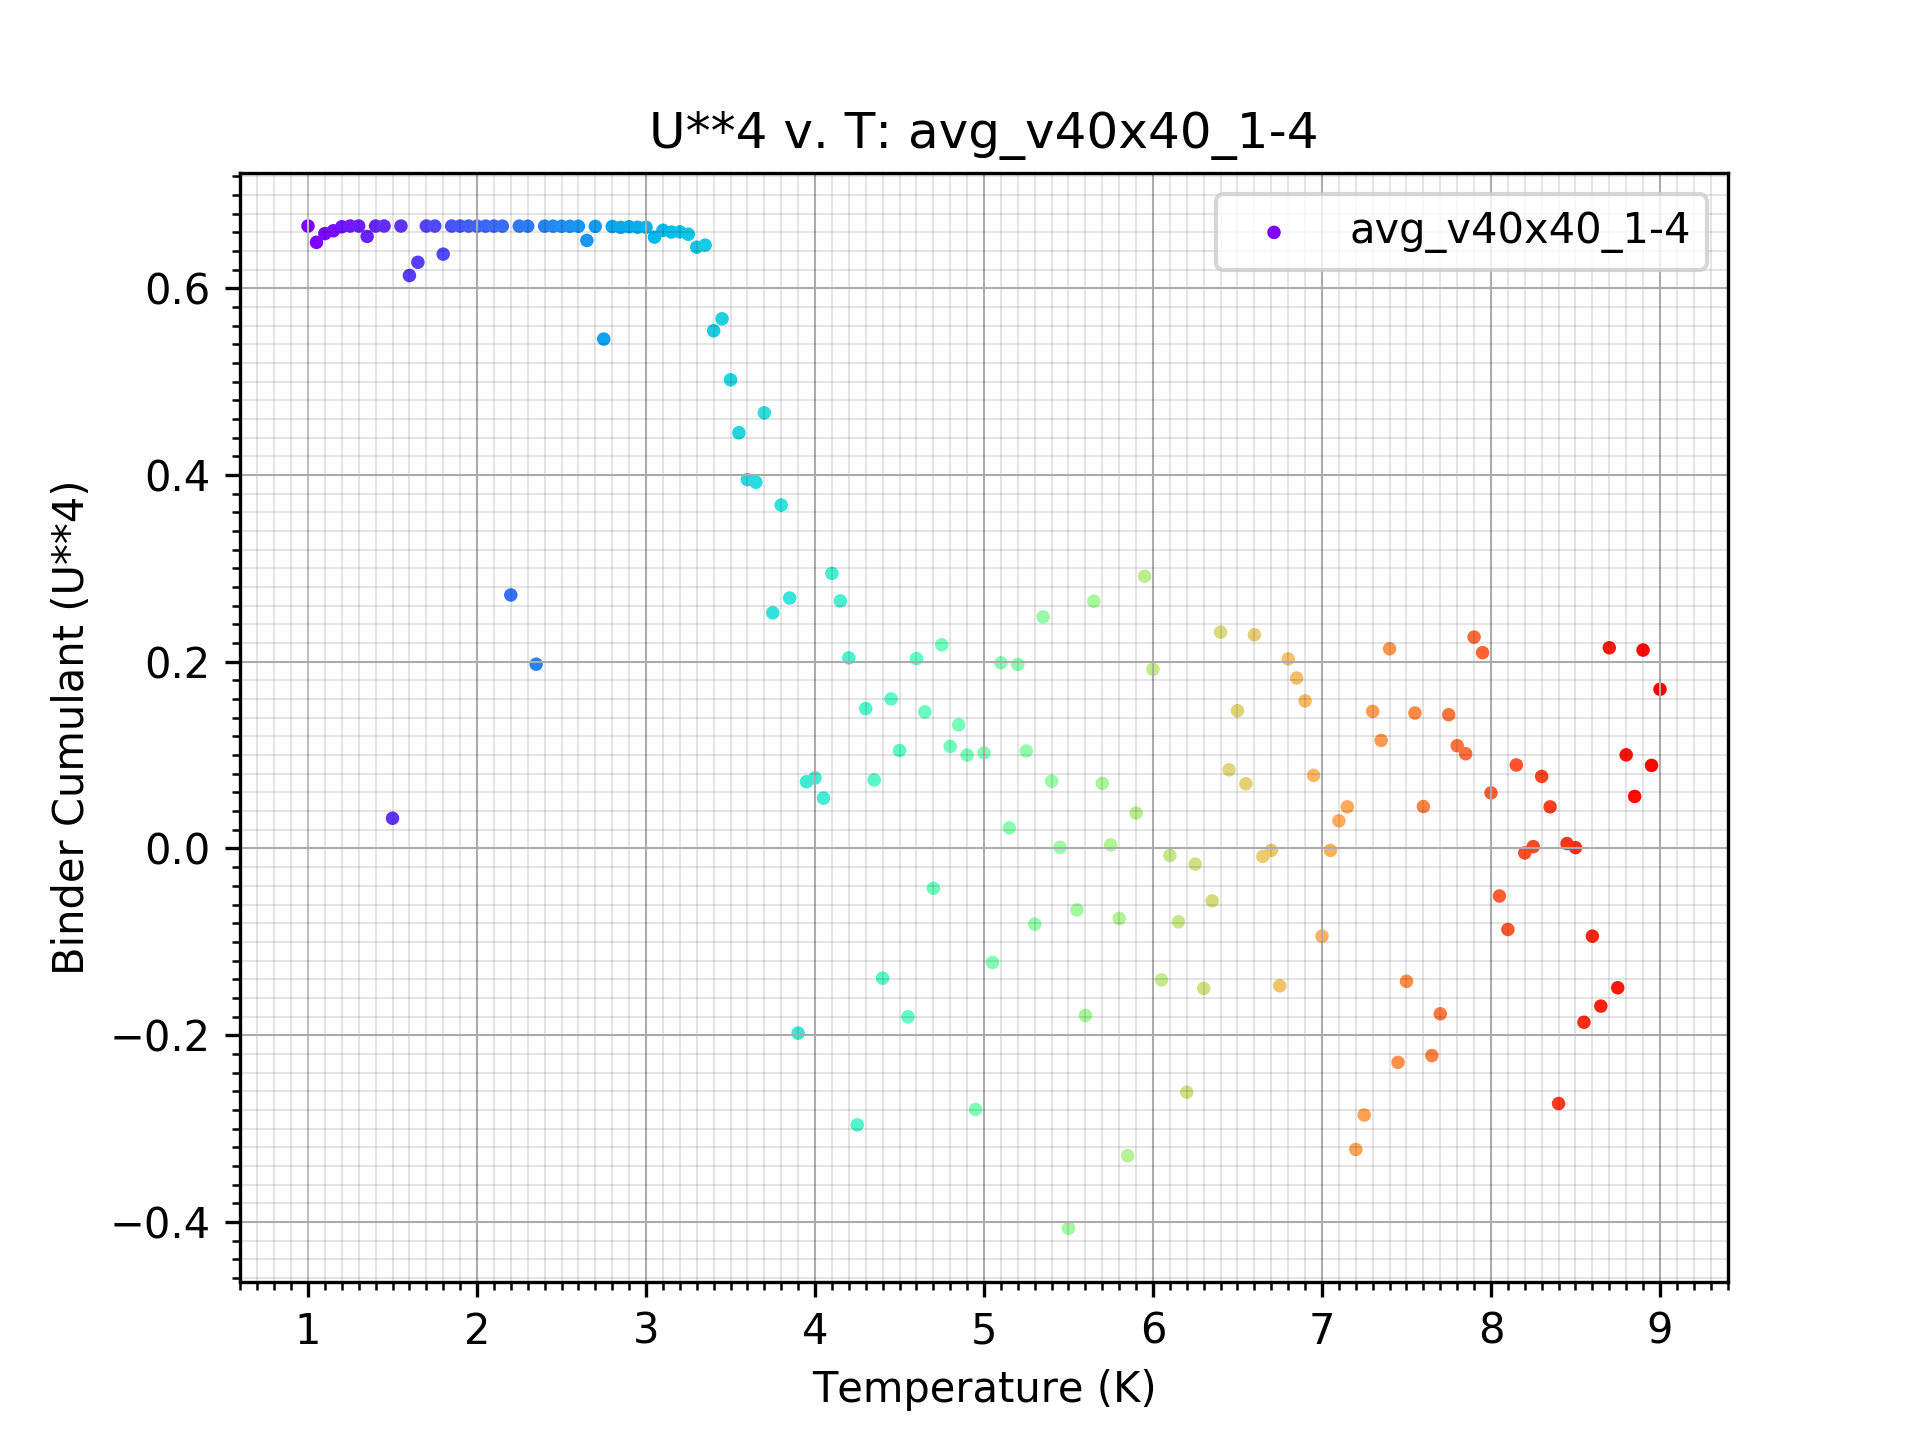 U**4 v. T: avg_v40x40_1-4
avg_v40x40_1-4
Binder Cumulant (U**4)
0.6
0.4
0.2
0.0
−0.2
−0.4
1 2 3 4 5 6 7 8 9
Temperature (K)